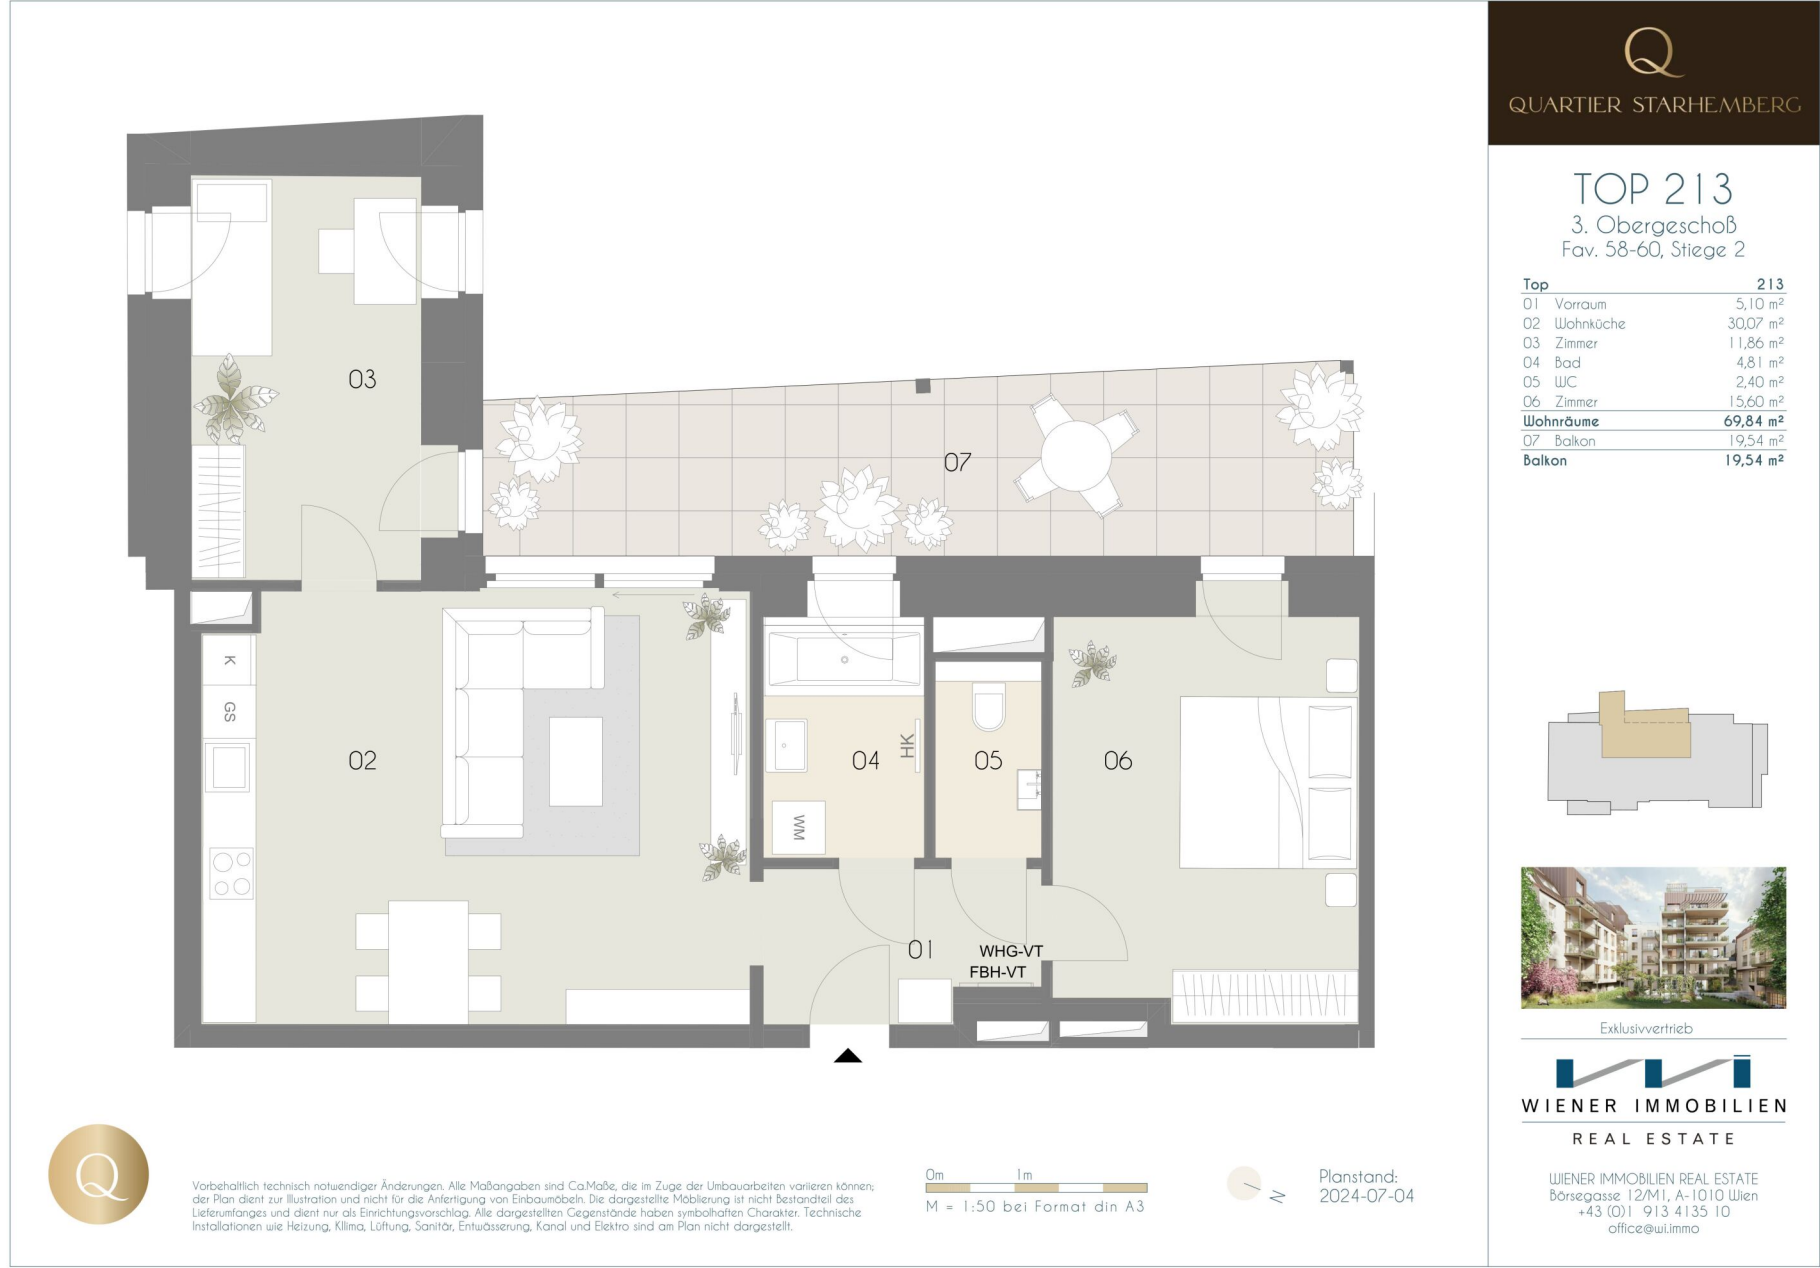 Q
QUARTIER STARHEMBERG
TOP 213
3. Obergeschoß
Fav. 58-60, Stiege 2
Top 213
01 Vorraum 5,10 m²
02 Wohnküche 30,07 m²
03 Zimmer 11,86 m²
04 Bad 4,81 m²
05 WC 2,40 m²
06 Zimmer 15,60 m²
Wohnräume 69,84 m²
07 Balkon 19,54 m²
Balkon 19,54 m²
03
07
K
GS
02
04
HK
WM
05
06
01
WHG-VT
FBH-VT
Exklusivvertrieb
WIENER IMMOBILIEN
REAL ESTATE
WIENER IMMOBILIEN REAL ESTATE
Börsegasse 12/M1, A-1010 Wien
+43 (0)1 913 4135 10
office@wi.immo
Q
Vorbehaltlich technisch notwendiger Änderungen. Alle Maßangaben sind Ca.Maße, die im Zuge der Umbauarbeiten variieren können;
der Plan dient zur Illustration und nicht für die Anfertigung von Einbaumöbeln. Die dargestellte Möblierung ist nicht Bestandteil des
Lieferumfanges und dient nur als Einrichtungsvorschlag. Alle dargestellten Gegenstände haben symbolhaften Charakter. Technische
Installationen wie Heizung, Kllima, Lüftung, Sanitär, Entwässerung, Kanal und Elektro sind am Plan nicht dargestellt.
0m 1m
M = 1:50 bei Format din A3
N
Planstand:
2024-07-04